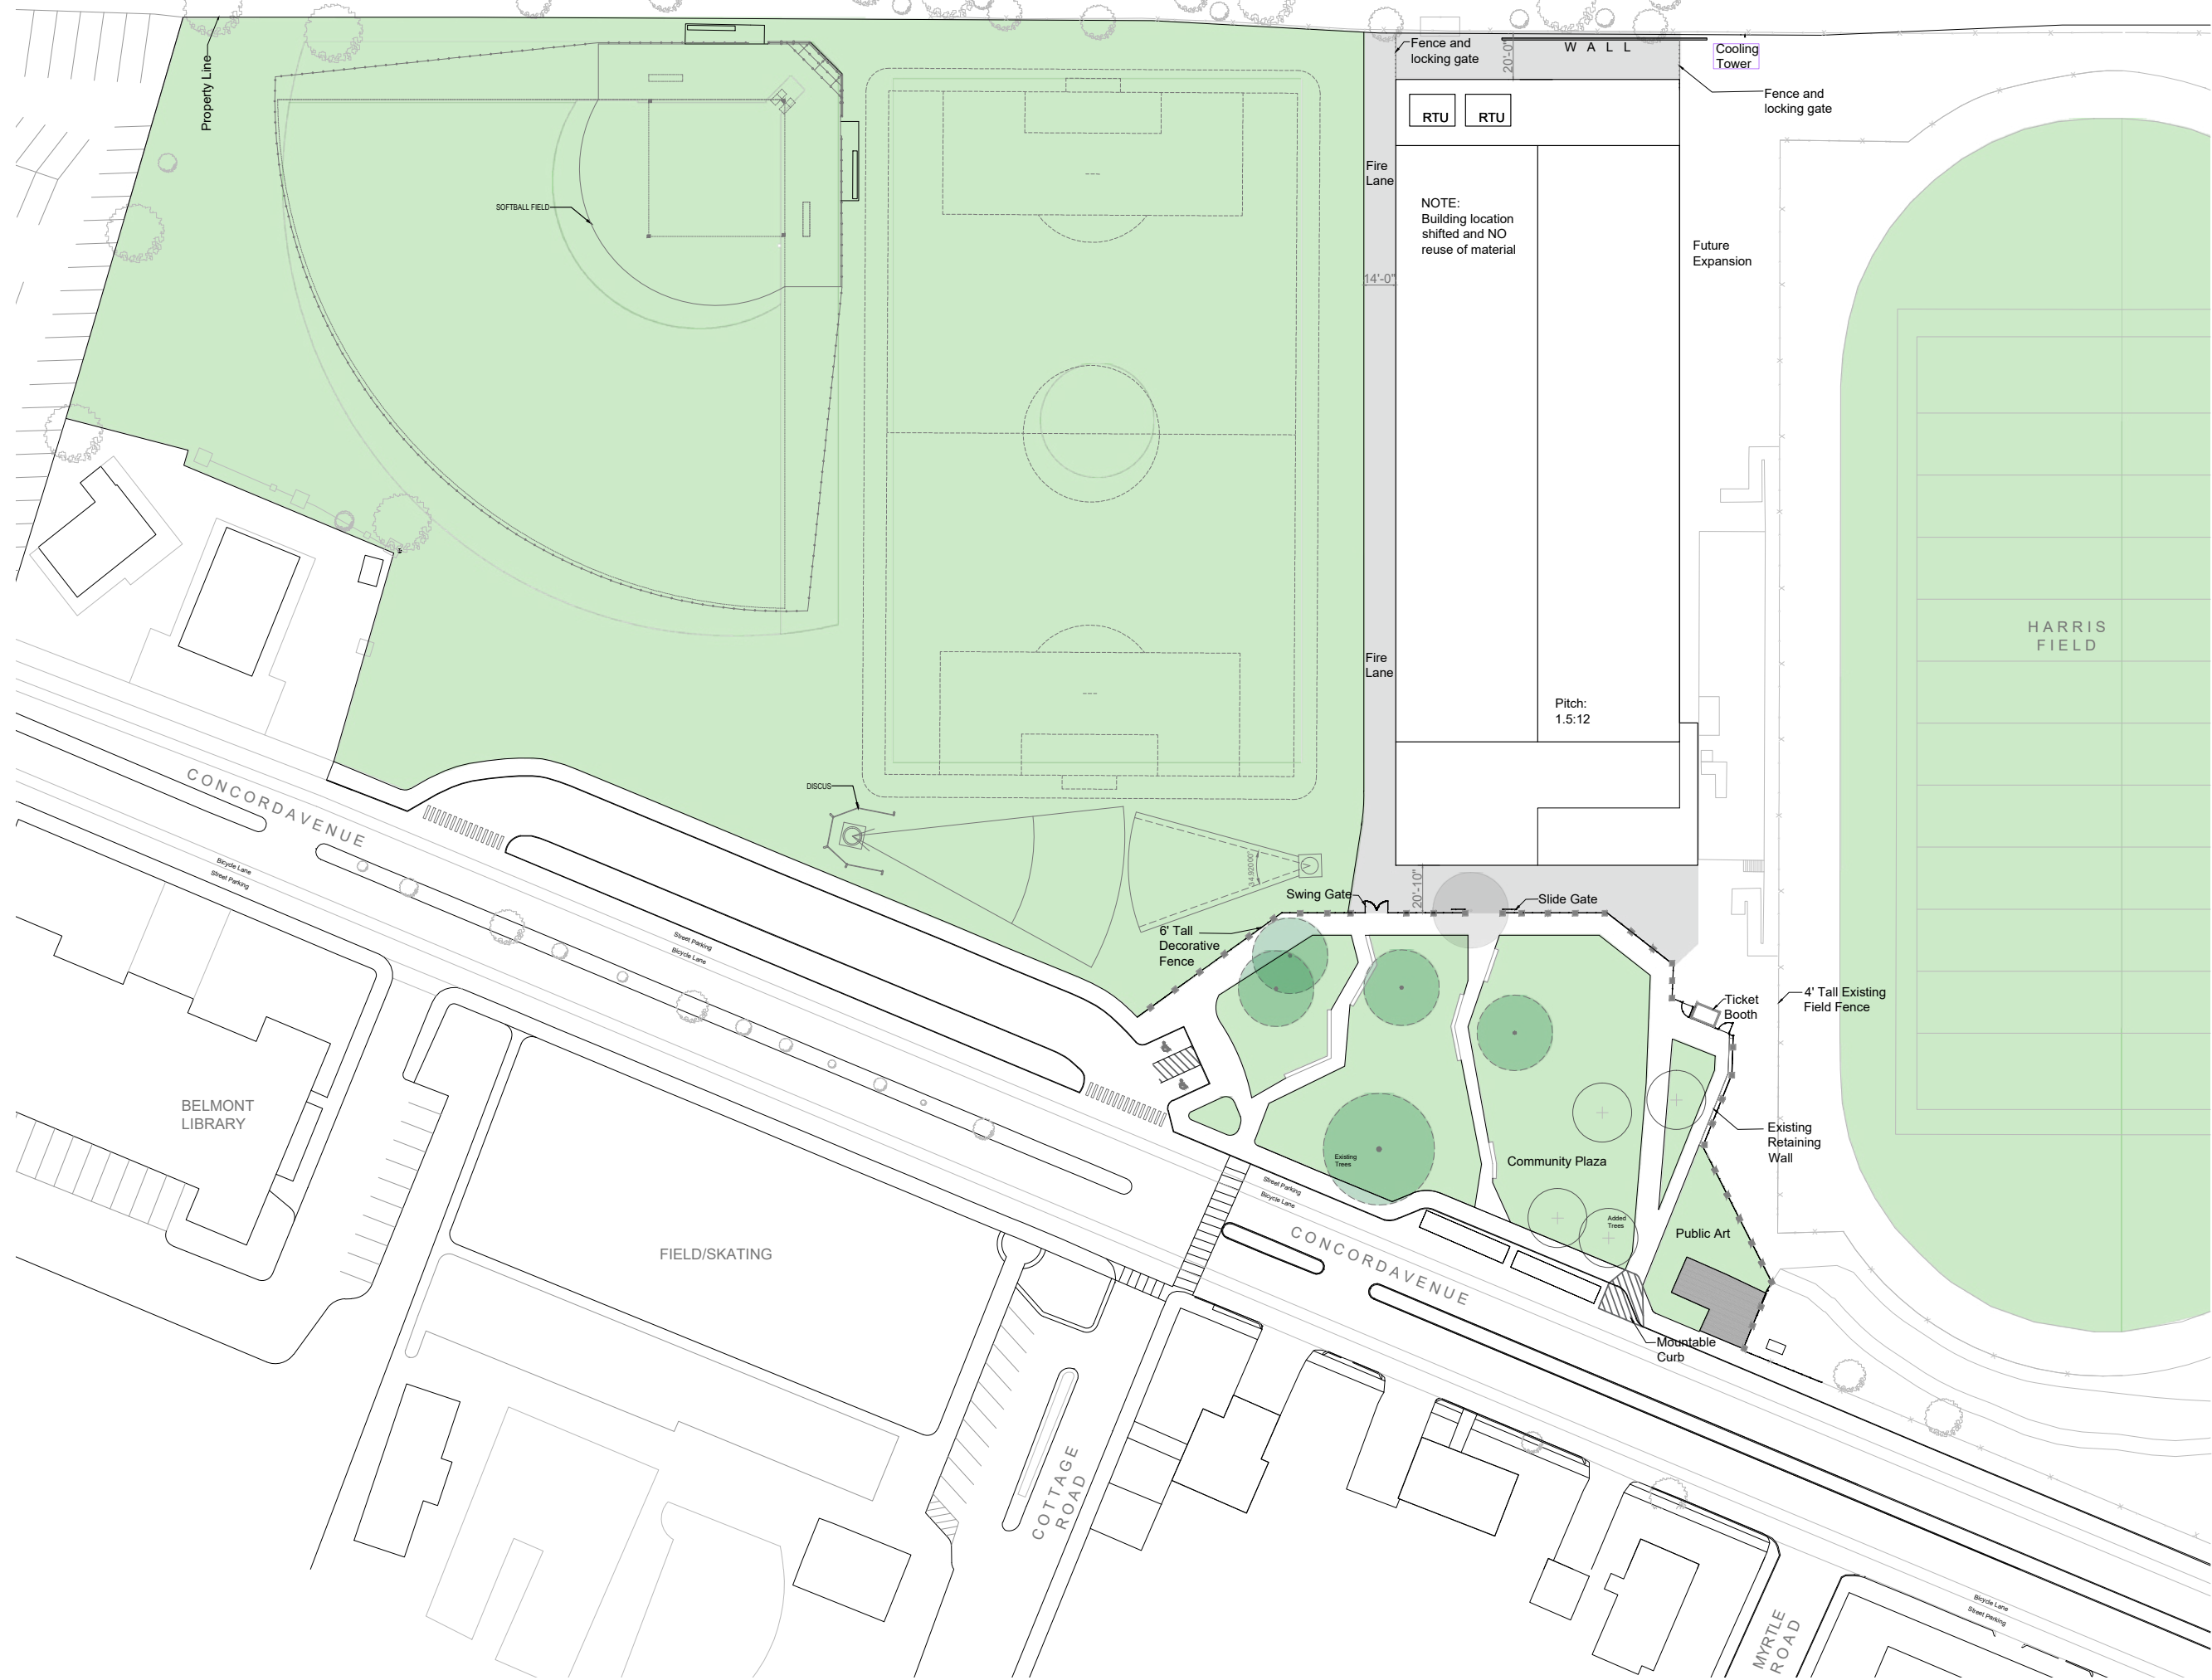 Property Line
Fence and
locking gate
20'-0"
WALL
Cooling
Tower
Fence and
locking gate
RTU
RTU
Fire
Lane
NOTE:
Building location
shifted and NO
reuse of material
SOFTBALL FIELD
Future
Expansion
14'-0"
HARRIS
FIELD
Fire
Lane
Pitch:
1.5:12
DISCUS
CONCORD AVENUE
Bicycle Lane
Street Parking
34.92000'
20'-10"
Swing Gate
Slide Gate
6' Tall
Decorative
Fence
Street Parking
Bicycle Lane
4' Tall Existing
Field Fence
Ticket
Booth
BELMONT
LIBRARY
Existing
Retaining
Wall
Existing
Trees
Community Plaza
Street Parking
Bicycle Lane
Added
Trees
Public Art
FIELD/SKATING
CONCORD AVENUE
Mountable
Curb
COTTAGE
ROAD
Bicycle Lane
Street Parking
MYRTLE
ROAD